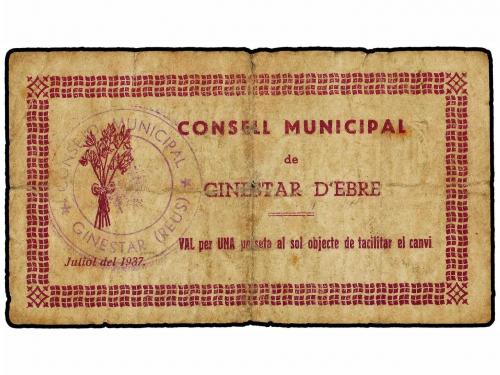 CONSELL MUNICIPAL
de
GINESTAR D'EBRE
VAL per UNA pesseta al sol objecte de facilitar el canvi
Juliol del 1937.
CONSELL MUNICIPAL
GINESTAR (REUS)